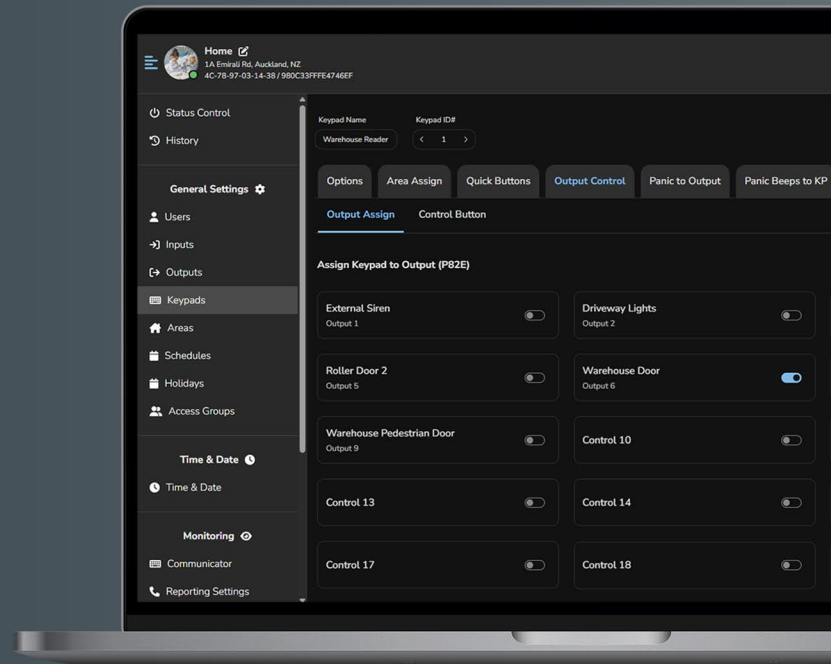 Home
1A Emirali Rd, Auckland, NZ
4C-78-97-03-14-38 / 980C33FFFE4746EF
Status Control
History
General Settings
Users
Inputs
Outputs
Keypads
Areas
Schedules
Holidays
Access Groups
Time & Date
Time & Date
Monitoring
Communicator
Reporting Settings
Keypad Name
Keypad ID#
Warehouse Reader
< 1 >
Options
Area Assign
Quick Buttons
Output Control
Panic to Output
Panic Beeps to KP
Output Assign
Control Button
Assign Keypad to Output (P82E)
External Siren
Output 1
Driveway Lights
Output 2
Roller Door 2
Output 5
Warehouse Door
Output 6
Warehouse Pedestrian Door
Output 9
Control 10
Control 13
Control 14
Control 17
Control 18